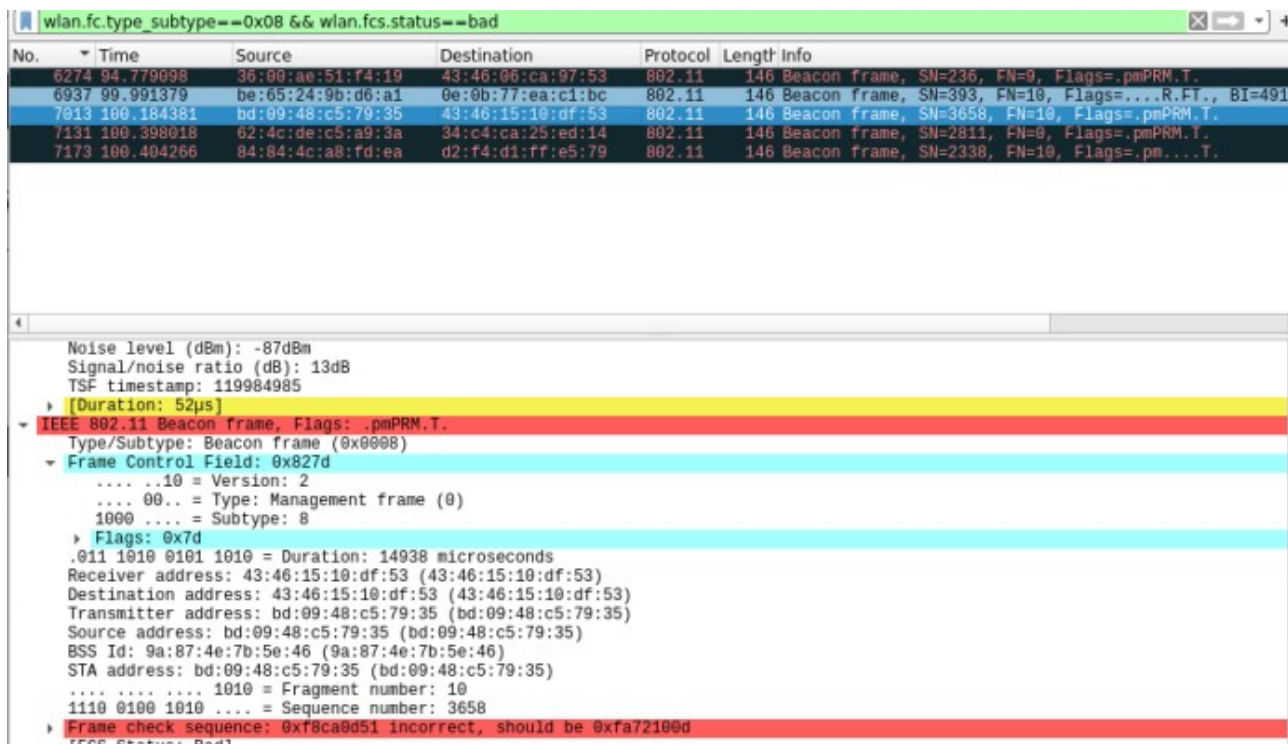 wlan.fc.type_subtype==0x08 && wlan.fcs.status==bad
No. Time Source Destination Protocol Length Info
6274 94.779098 36:00:ae:51:f4:19 43:46:06:ca:97:53 802.11 146 Beacon frame, SN=236, FN=9, Flags=.pmPRM.T.
6937 99.991379 be:65:24:9b:d6:a1 0e:0b:77:ea:c1:bc 802.11 146 Beacon frame, SN=393, FN=10, Flags=....R.FT., BI=491
7013 100.184381 bd:09:48:c5:79:35 43:46:15:10:df:53 802.11 146 Beacon frame, SN=3658, FN=10, Flags=.pmPRM.T.
7131 100.398018 62:4c:de:c5:a9:3a 34:c4:ca:25:ed:14 802.11 146 Beacon frame, SN=2811, FN=0, Flags=.pmPRM.T.
7173 100.404266 84:84:4c:a8:fd:ea d2:f4:d1:ff:e5:79 802.11 146 Beacon frame, SN=2338, FN=10, Flags=.pm....T.
Noise level (dBm): -87dBm
Signal/noise ratio (dB): 13dB
TSF timestamp: 119984985
[Duration: 52µs]
IEEE 802.11 Beacon frame, Flags: .pmPRM.T.
Type/Subtype: Beacon frame (0x0008)
Frame Control Field: 0x827d
.... ..10 = Version: 2
.... 00.. = Type: Management frame (0)
1000 .... = Subtype: 8
Flags: 0x7d
.011 1010 0101 1010 = Duration: 14938 microseconds
Receiver address: 43:46:15:10:df:53 (43:46:15:10:df:53)
Destination address: 43:46:15:10:df:53 (43:46:15:10:df:53)
Transmitter address: bd:09:48:c5:79:35 (bd:09:48:c5:79:35)
Source address: bd:09:48:c5:79:35 (bd:09:48:c5:79:35)
BSS Id: 9a:87:4e:7b:5e:46 (9a:87:4e:7b:5e:46)
STA address: bd:09:48:c5:79:35 (bd:09:48:c5:79:35)
.... .... .... 1010 = Fragment number: 10
1110 0100 1010 .... = Sequence number: 3658
Frame check sequence: 0xf8ca0d51 incorrect, should be 0xfa72100d
[FCS Status: Bad]